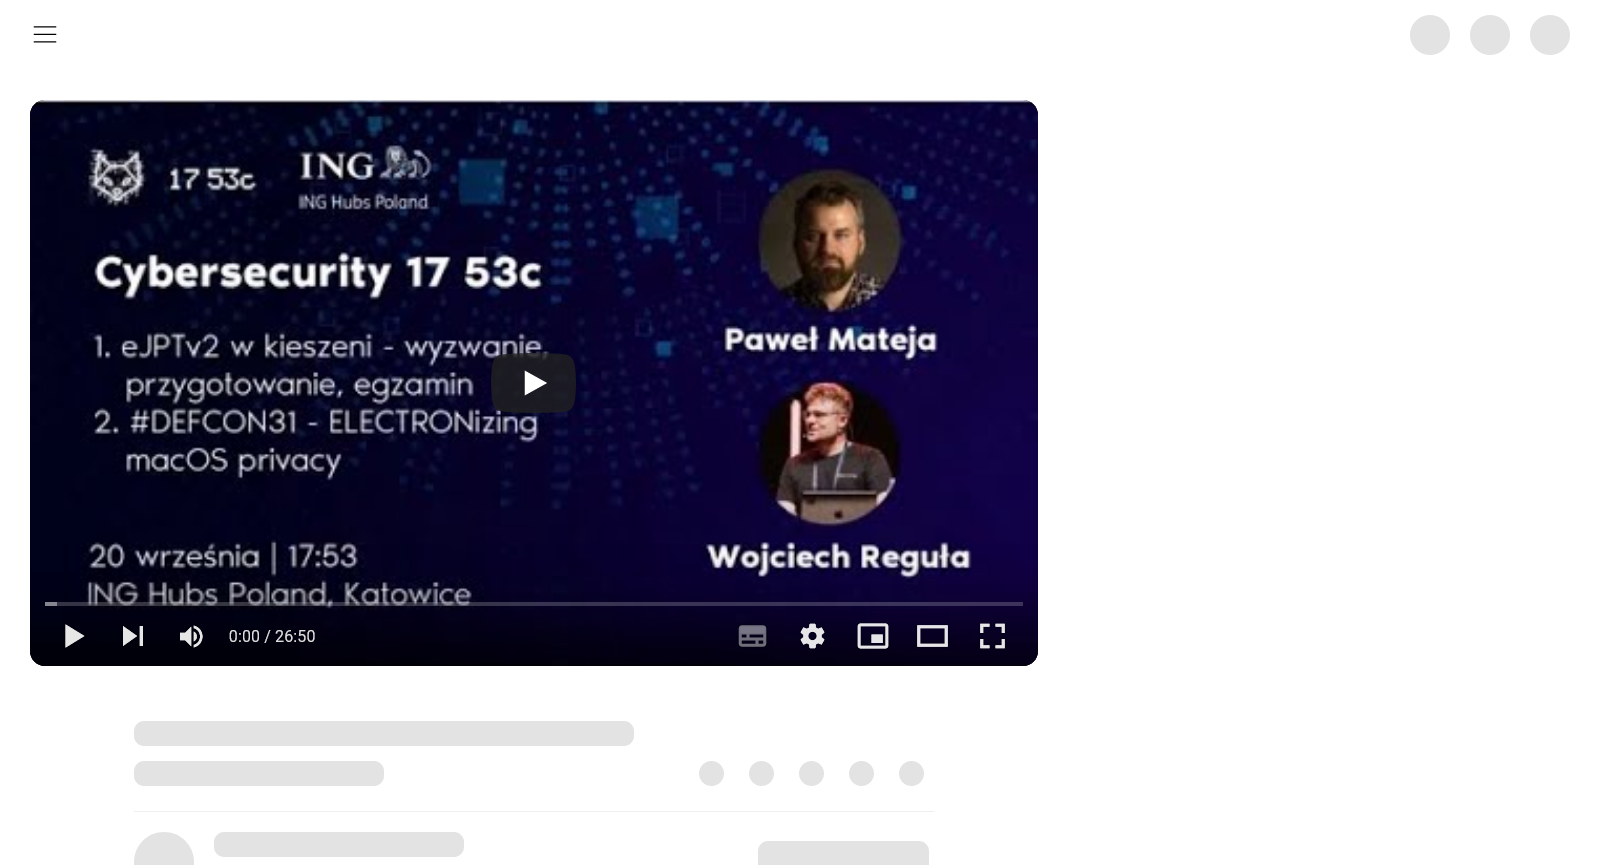 17 53c
ING
ING Hubs Poland
Cybersecurity 17 53c
1. eJPTv2 w kieszeni - wyzwanie,
przygotowanie, egzamin
2. #DEFCON31 - ELECTRONizing
macOS privacy
Paweł Mateja
Wojciech Reguła
20 września | 17:53
ING Hubs Poland, Katowice
0:00 / 26:50